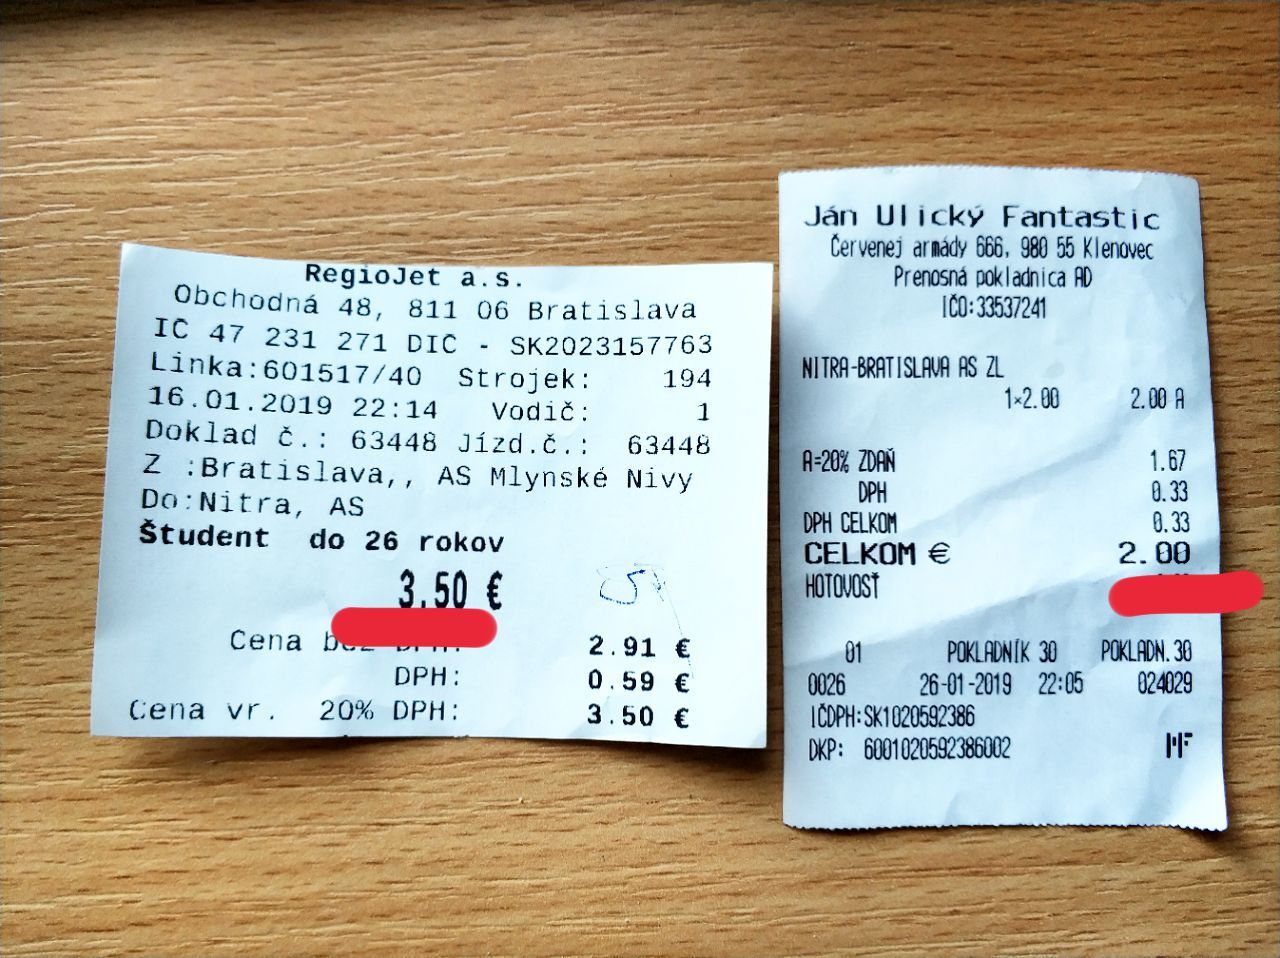 RegioJet a.s.
Obchodná 48, 811 06 Bratislava
IČ 47 231 271 DIČ - SK2023157763
Linka:601517/40 Strojek: 194
16.01.2019 22:14 Vodič: 1
Doklad č.: 63448 Jízd.č.: 63448
Z :Bratislava,, AS Mlynské Nivy
Do:Nitra, AS
Študent do 26 rokov
3.50 €
Cena bez DPH: 2.91 €
DPH: 0.59 €
Cena vr. 20% DPH: 3.50 €
Ján Ulický Fantastic
Červenej armády 666, 980 55 Klenovec
Prenosná pokladnica AD
IČO:33537241
NITRA-BRATISLAVA AS ZL
1×2.00 2.00 A
A=20% ZDAŇ 1.67
DPH 0.33
DPH CELKOM 0.33
CELKOM € 2.00
HOTOVOSŤ
01 POKLADNÍK 30 POKLADN.30
0026 26-01-2019 22:05 024029
IČDPH:SK1020592386
DKP: 6001020592386002
MF